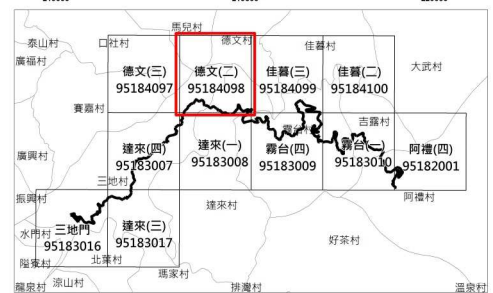 馬兒村
泰山村
口社村
德文村
佳暮村
廣福村
大武村
德文(三)
95184097
德文(二)
95184098
佳暮(三)
95184099
佳暮(二)
95184100
賽嘉村
吉露村
霧台村
廣興村
達來(四)
95183007
達來(一)
95183008
霧台(四)
95183009
霧台(一)
95183010
阿禮(四)
95182001
三地村
振興村
阿禮村
達來村
水門村
三地門
95183016
達來(三)
95183017
好茶村
隘寮村
北葉村
瑪家村
龍泉村
涼山村
排灣村
溫泉村